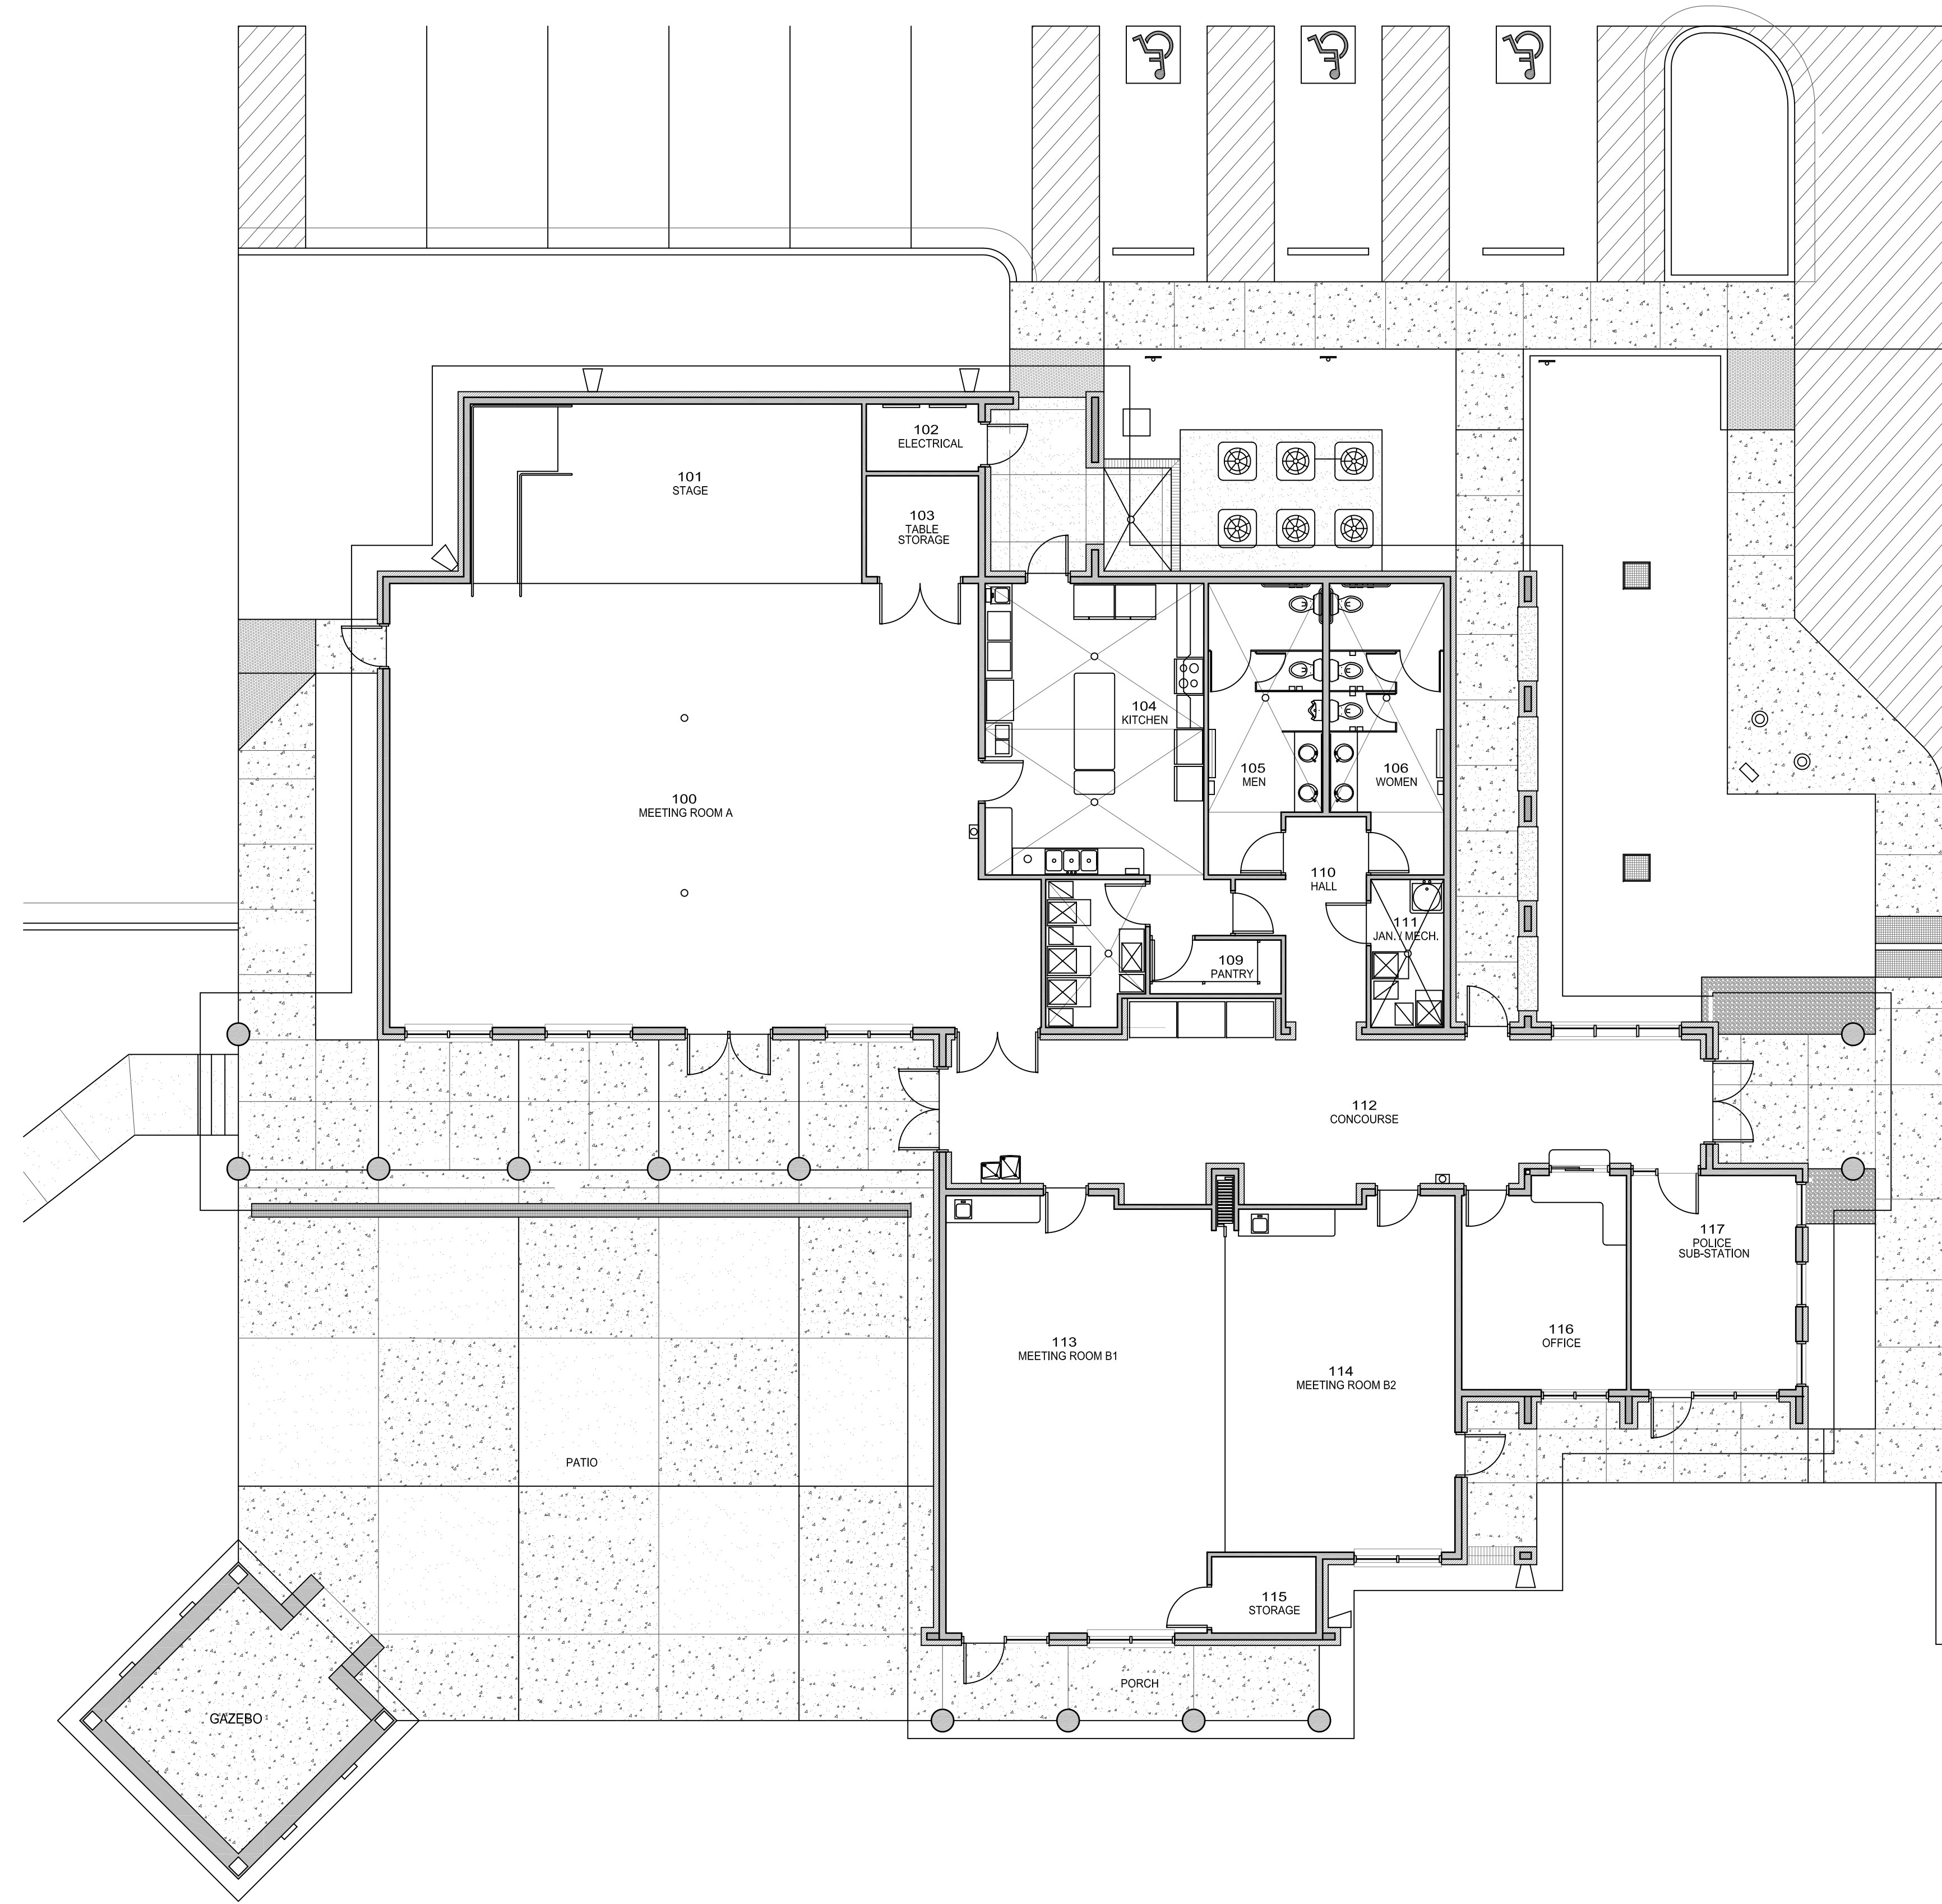 102
ELECTRICAL
101
STAGE
103
TABLE
STORAGE
104
KITCHEN
105
MEN
106
WOMEN
100
MEETING ROOM A
110
HALL
111
JAN. / MECH.
109
PANTRY
112
CONCOURSE
117
POLICE
SUB-STATION
113
MEETING ROOM B1
116
OFFICE
114
MEETING ROOM B2
PATIO
115
STORAGE
PORCH
GAZEBO